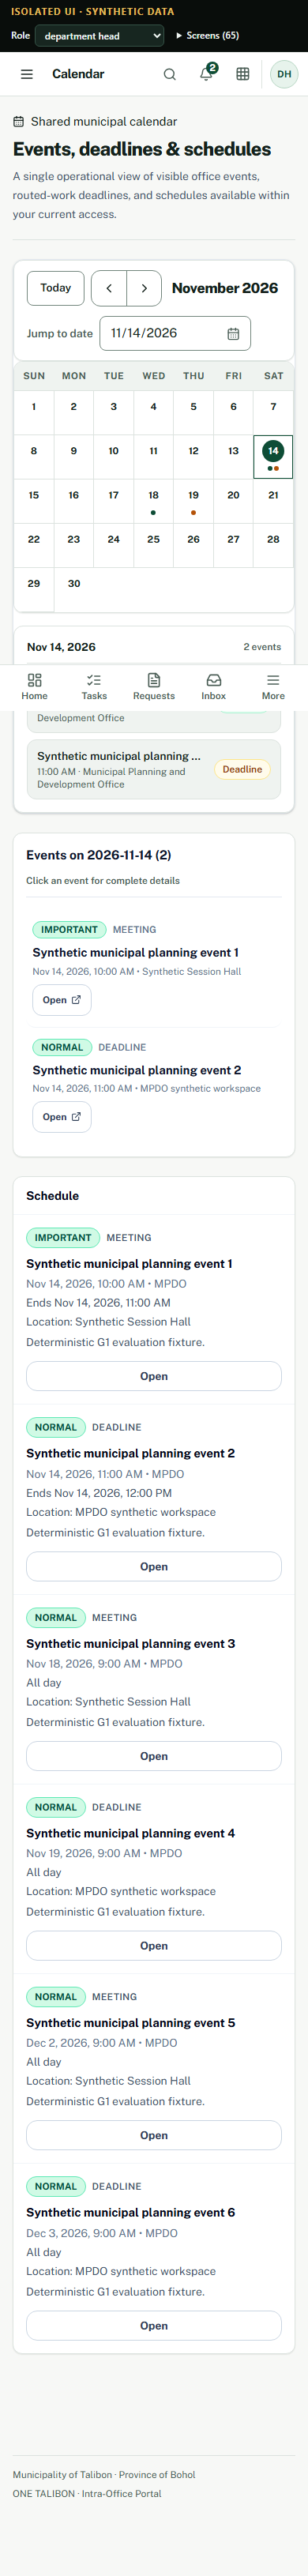 ISOLATED UI · SYNTHETIC DATA
Role department head Screens (65)
Calendar 2 DH
Shared municipal calendar
Events, deadlines & schedules
A single operational view of visible office events,
routed-work deadlines, and schedules available within
your current access.
Today November 2026
Jump to date 11/14/2026
SUN MON TUE WED THU FRI SAT
1 2 3 4 5 6 7
8 9 10 11 12 13 14
15 16 17 18 19 20 21
22 23 24 25 26 27 28
29 30
Nov 14, 2026 2 events
Home Tasks Requests Inbox More
Development Office
Synthetic municipal planning ...
11:00 AM · Municipal Planning and
Development Office
Deadline
Events on 2026-11-14 (2)
Click an event for complete details
IMPORTANT MEETING
Synthetic municipal planning event 1
Nov 14, 2026, 10:00 AM • Synthetic Session Hall
Open
NORMAL DEADLINE
Synthetic municipal planning event 2
Nov 14, 2026, 11:00 AM • MPDO synthetic workspace
Open
Schedule
IMPORTANT MEETING
Synthetic municipal planning event 1
Nov 14, 2026, 10:00 AM • MPDO
Ends Nov 14, 2026, 11:00 AM
Location: Synthetic Session Hall
Deterministic G1 evaluation fixture.
Open
NORMAL DEADLINE
Synthetic municipal planning event 2
Nov 14, 2026, 11:00 AM • MPDO
Ends Nov 14, 2026, 12:00 PM
Location: MPDO synthetic workspace
Deterministic G1 evaluation fixture.
Open
NORMAL MEETING
Synthetic municipal planning event 3
Nov 18, 2026, 9:00 AM • MPDO
All day
Location: Synthetic Session Hall
Deterministic G1 evaluation fixture.
Open
NORMAL DEADLINE
Synthetic municipal planning event 4
Nov 19, 2026, 9:00 AM • MPDO
All day
Location: MPDO synthetic workspace
Deterministic G1 evaluation fixture.
Open
NORMAL MEETING
Synthetic municipal planning event 5
Dec 2, 2026, 9:00 AM • MPDO
All day
Location: Synthetic Session Hall
Deterministic G1 evaluation fixture.
Open
NORMAL DEADLINE
Synthetic municipal planning event 6
Dec 3, 2026, 9:00 AM • MPDO
All day
Location: MPDO synthetic workspace
Deterministic G1 evaluation fixture.
Open
Municipality of Talibon · Province of Bohol
ONE TALIBON · Intra-Office Portal